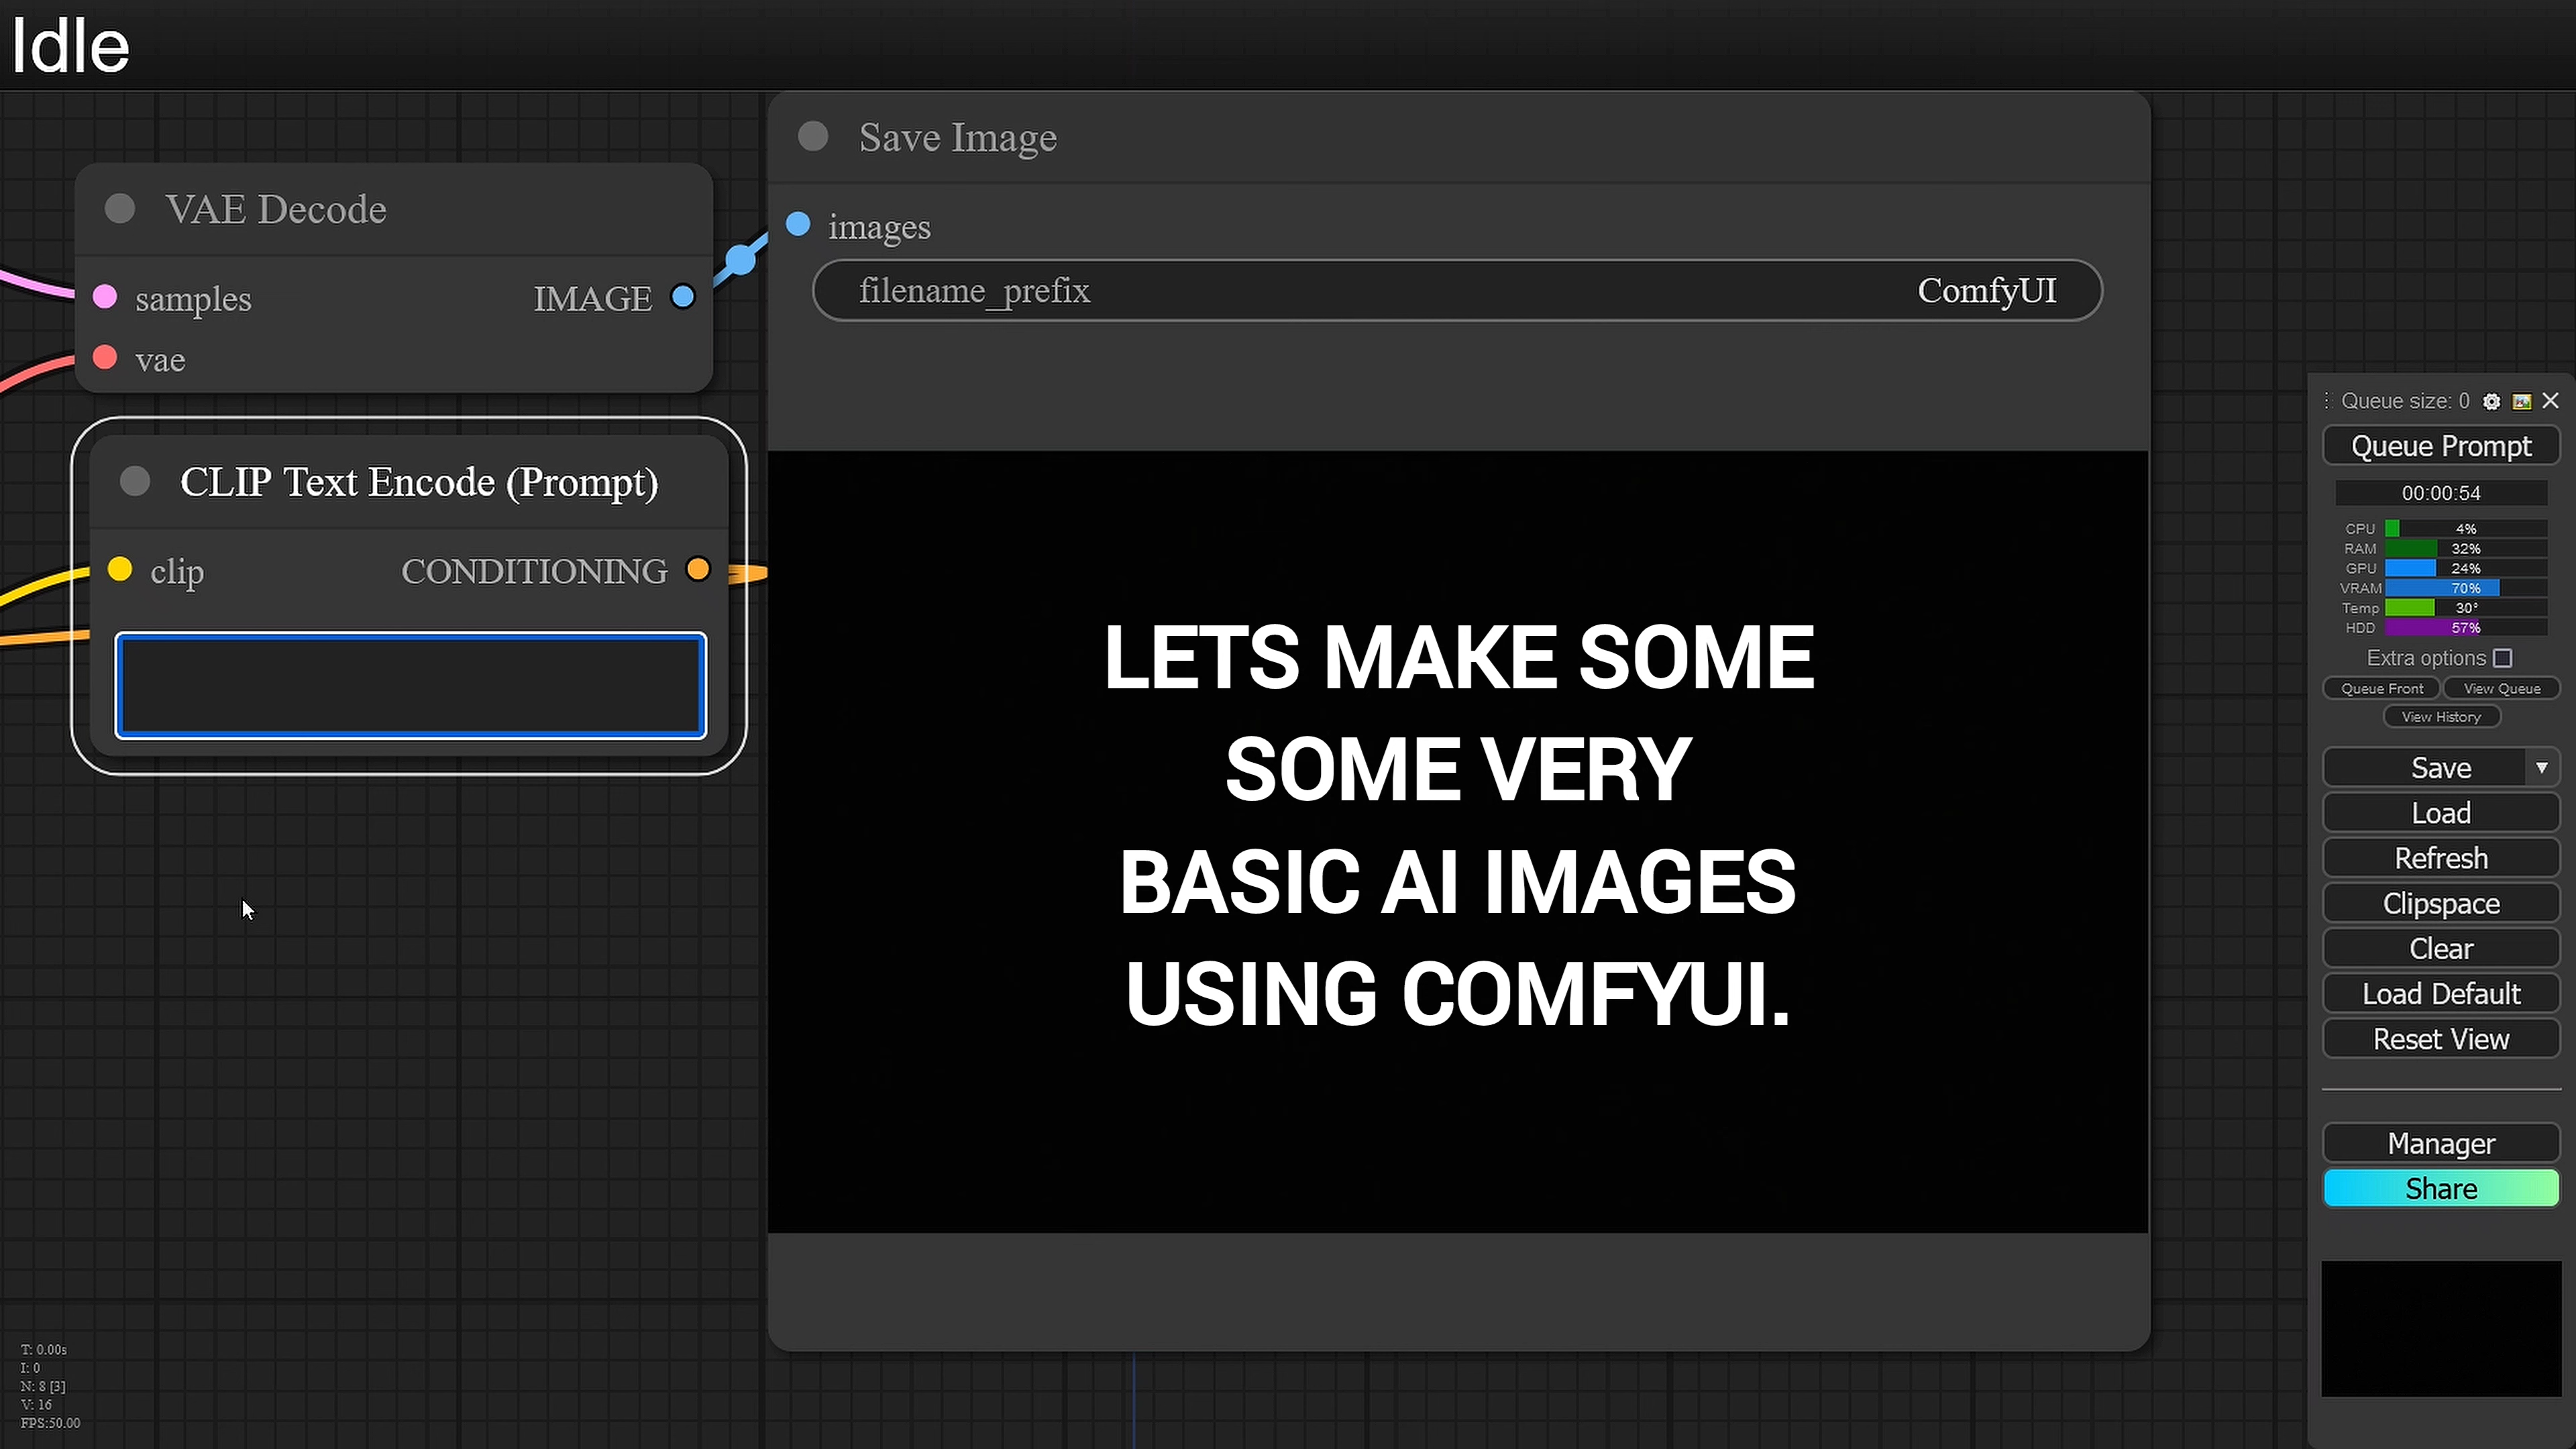 Idle
VAE Decode
samples
IMAGE
vae
CLIP Text Encode (Prompt)
clip
CONDITIONING
Save Image
images
filename_prefix
ComfyUI
LETS MAKE SOME
SOME VERY
BASIC AI IMAGES
USING COMFYUI.
Queue size: 0
Queue Prompt
00:00:54
CPU 4%
RAM 32%
GPU 24%
VRAM 70%
Temp 30°
HDD 57%
Extra options
Queue Front
View Queue
View History
Save
Load
Refresh
Clipspace
Clear
Load Default
Reset View
Manager
Share
T: 0.00s
I: 0
N: 8 [3]
V: 16
FPS:50.00